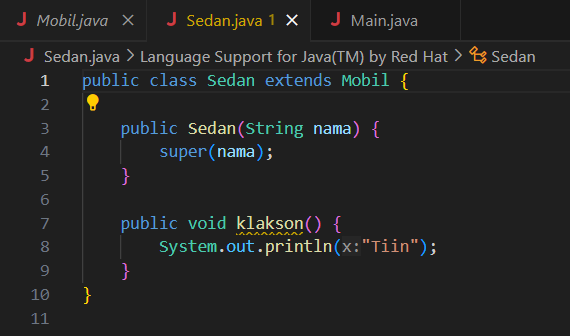 J Mobil.java × J Sedan.java 1 × J Main.java
J Sedan.java > Language Support for Java(TM) by Red Hat > Sedan
1 public class Sedan extends Mobil {
2
3 public Sedan(String nama) {
4 super(nama);
5 }
6
7 public void klakson() {
8 System.out.println(x:"Tiin");
9 }
10 }
11